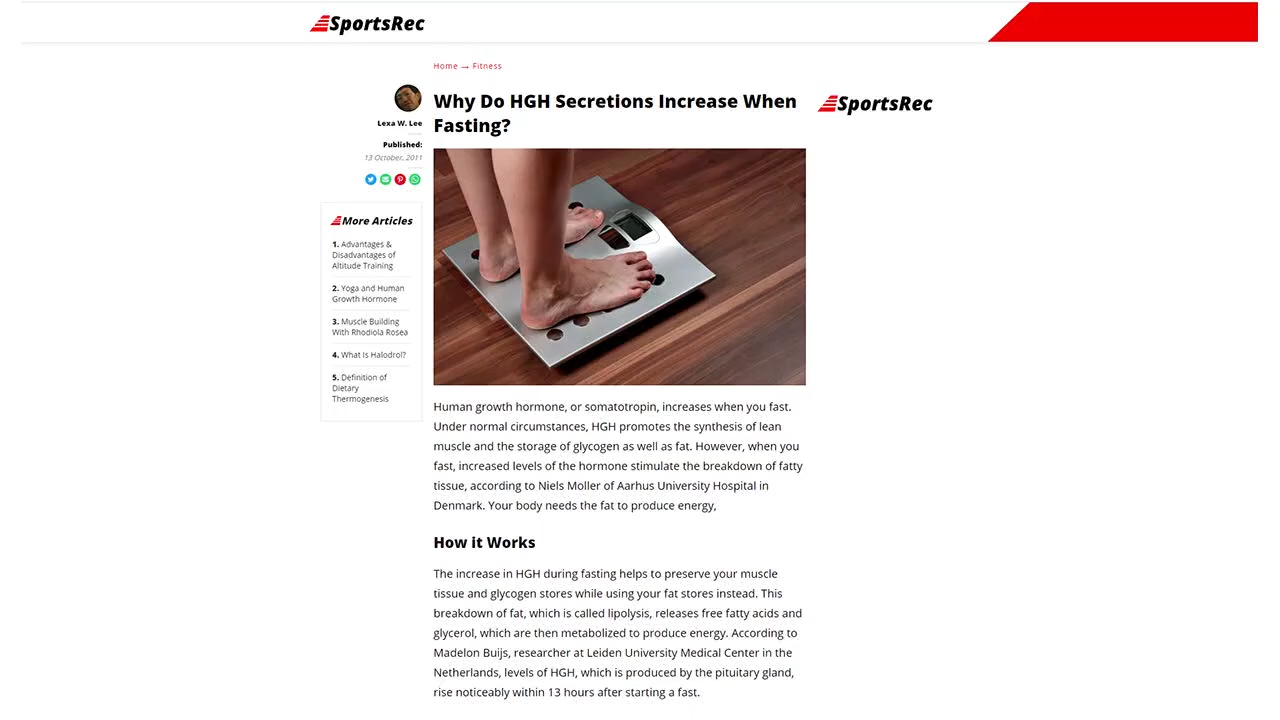 SportsRec
Home → Fitness
Lexa W. Lee
Published:
13 October, 2011
More Articles
1. Advantages &
Disadvantages of
Altitude Training
2. Yoga and Human
Growth Hormone
3. Muscle Building
With Rhodiola Rosea
4. What Is Halodrol?
5. Definition of
Dietary
Thermogenesis
Why Do HGH Secretions Increase When
Fasting?
Human growth hormone, or somatotropin, increases when you fast.
Under normal circumstances, HGH promotes the synthesis of lean
muscle and the storage of glycogen as well as fat. However, when you
fast, increased levels of the hormone stimulate the breakdown of fatty
tissue, according to Niels Moller of Aarhus University Hospital in
Denmark. Your body needs the fat to produce energy,
How it Works
The increase in HGH during fasting helps to preserve your muscle
tissue and glycogen stores while using your fat stores instead. This
breakdown of fat, which is called lipolysis, releases free fatty acids and
glycerol, which are then metabolized to produce energy. According to
Madelon Buijs, researcher at Leiden University Medical Center in the
Netherlands, levels of HGH, which is produced by the pituitary gland,
rise noticeably within 13 hours after starting a fast.
SportsRec